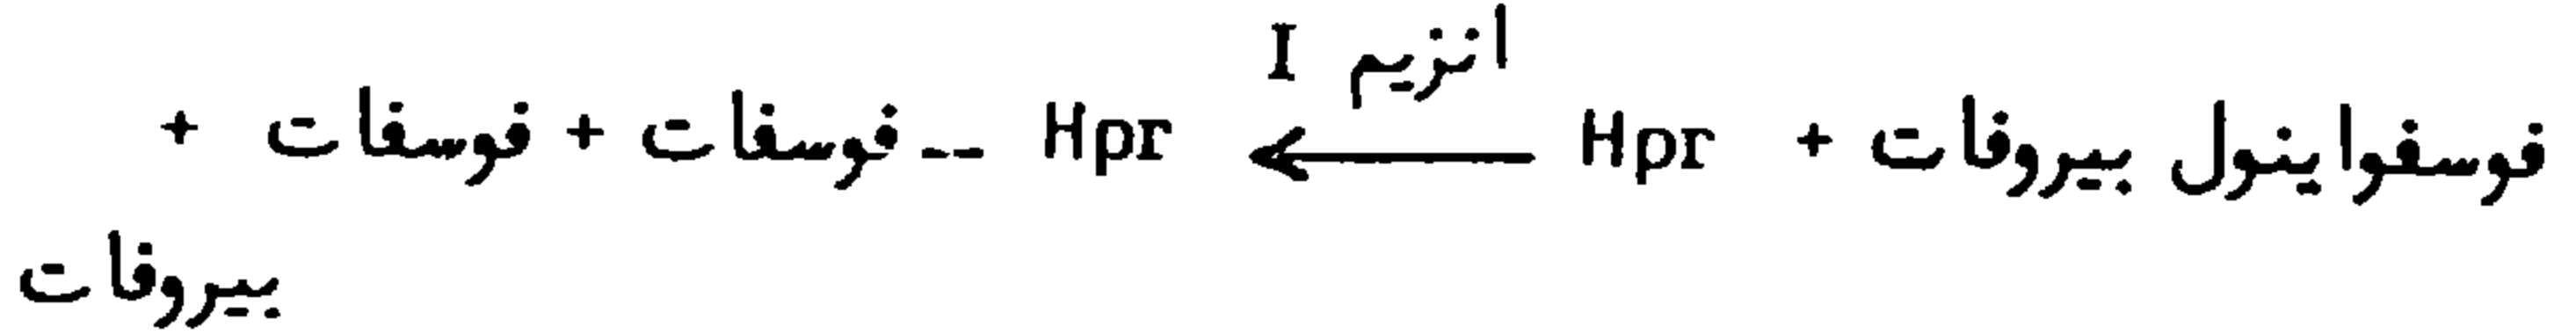 انزيم I
فوسفواينول بيروفات + Hpr ⟵ Hpr -- فوسفات + فوسفات +
بيروفات